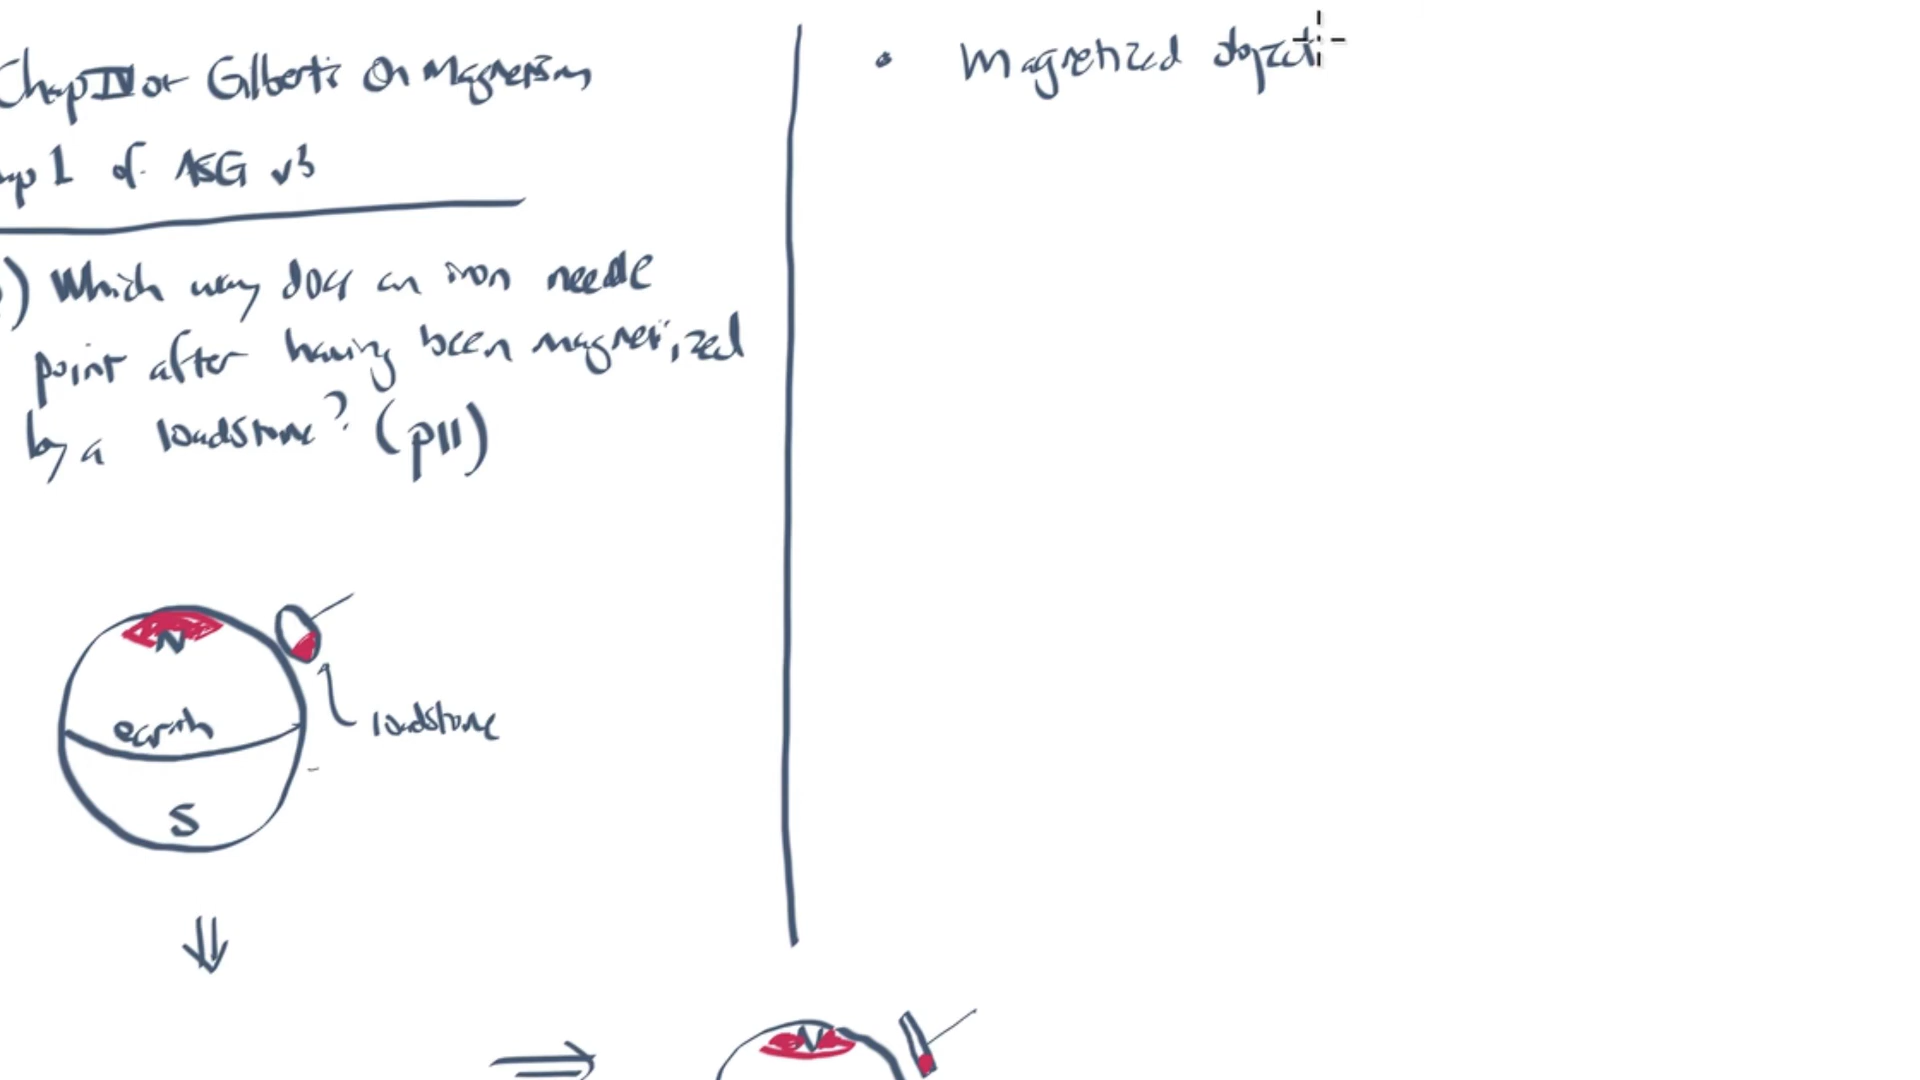 Chap IV of Gilberts On Magnetism
1 of ASG v3
) Which way does an iron needle
point after having been magnetized
by a loadstone? (p11)
N
earth
S
loadstone
• Magnetized object
N